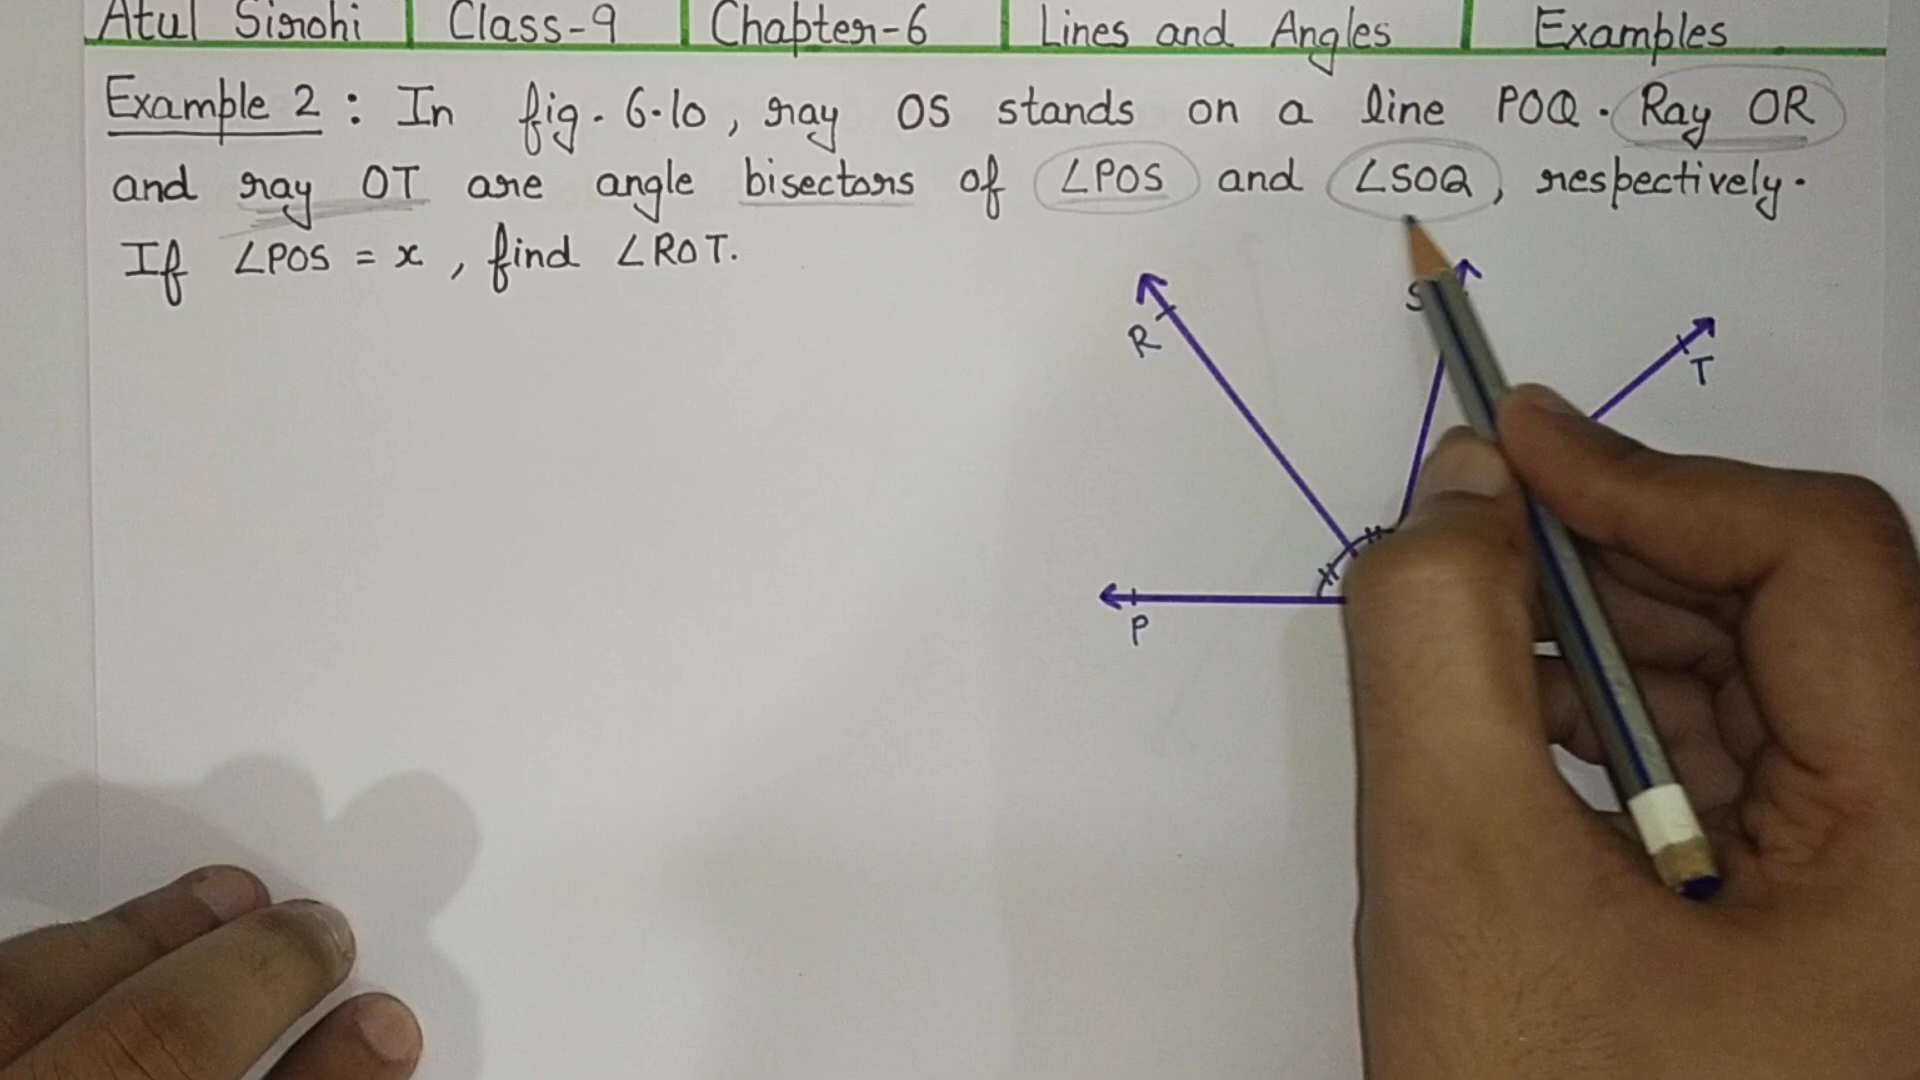 Atul Sirohi Class-9 Chapter-6 Lines and Angles Examples
Example 2 : In fig. 6.10, ray OS stands on a line POQ. Ray OR
and ray OT are angle bisectors of ∠POS and ∠SOQ, respectively.
If ∠POS = x, find ∠ROT.
S
R
T
P